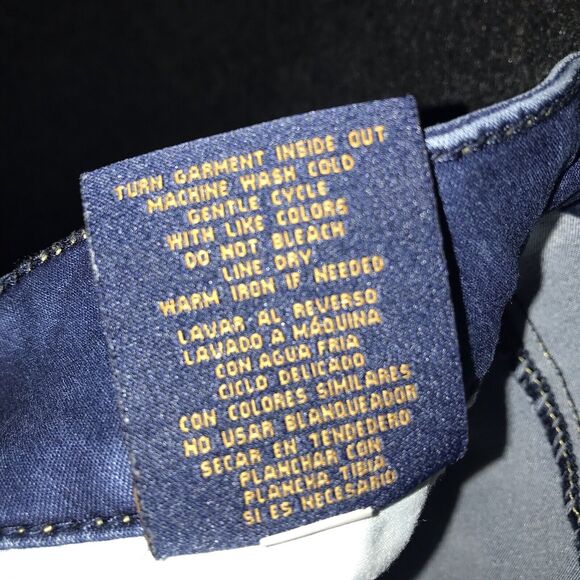 TURN GARMENT INSIDE OUT
MACHINE WASH COLD
GENTLE CYCLE
WITH LIKE COLORS
DO NOT BLEACH
LINE DRY
WARM IRON IF NEEDED
LAVAR AL REVERSO
LAVADO A MÁQUINA
CON AGUA FRIA
CICLO DELICADO
CON COLORES SIMILARES
NO USAR BLANQUEADOR
SECAR EN TENDEDERO
PLANCHAR CON
PLANCHA TIBIA
SI ES NECESARIO